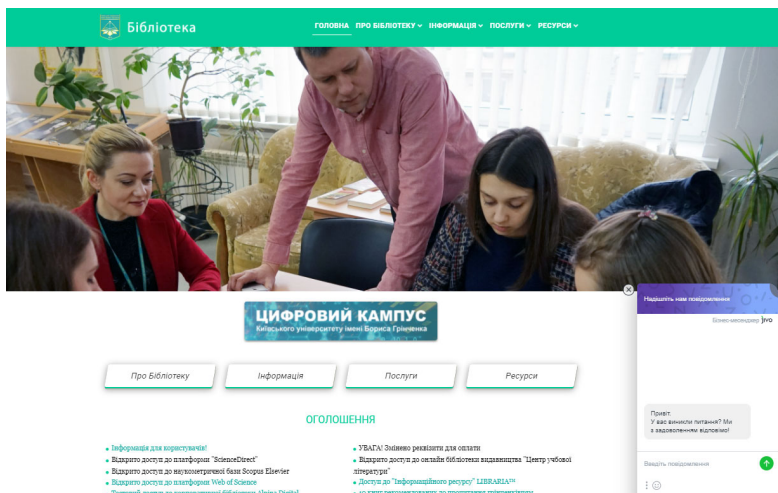 Бібліотека
ГОЛОВНА ПРО БІБЛІОТЕКУ ІНФОРМАЦІЯ ПОСЛУГИ РЕСУРСИ
ЦИФРОВИЙ КАМПУС
Київського університету імені Бориса Грінченка
Про Бібліотеку
Інформація
Послуги
Ресурси
ОГОЛОШЕННЯ
Інформація для користувачів!
Відкрито доступ до платформи "ScienceDirect"
Відкрито доступ до наукометричної бази Scopus Elsevier
Відкрито доступ до платформи Web of Science
УВАГА! Змінено реквізити для оплати
Відкрито доступ до онлайн бібліотеки видавництва "Центр учбової
літератури"
Доступ до "Інформаційного ресурсу" LIBRARIA™
Надішліть нам повідомлення
Бізнес-месенджер jivo
Привіт.
У вас виникли питання? Ми
з задоволенням відповімо!
Введіть повідомлення